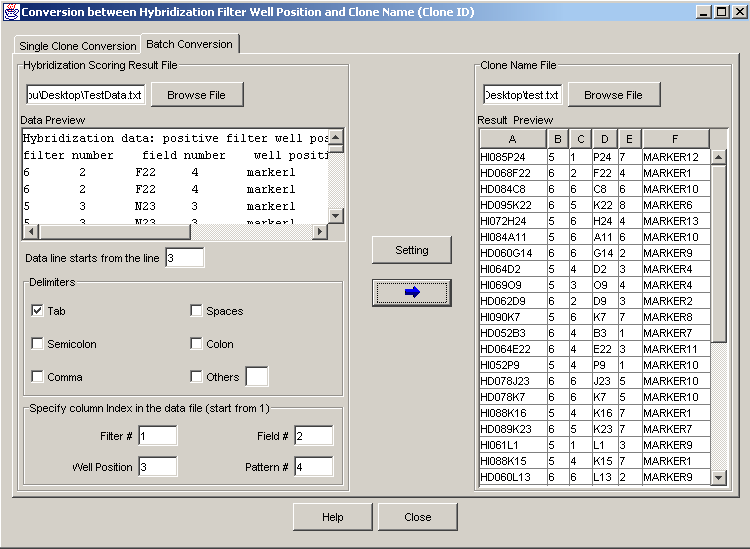 Conversion between Hybridization Filter Well Position and Clone Name (Clone ID)
Single Clone Conversion Batch Conversion
Hybridization Scoring Result File
ou\Desktop\TestData.txt Browse File
Data Preview
Hybridization data: positive filter well pos
filter number field number well positi
6 2 F22 4 marker1
6 2 F22 4 marker1
5 3 N23 3 marker1
5 3 N23 3 marker1
Data line starts from the line 3
Delimiters
Tab Spaces
Semicolon Colon
Comma Others
Specify column Index in the data file (start from 1)
Filter # 1 Field # 2
Well Position 3 Pattern # 4
Setting
Clone Name File
Desktop\test.txt Browse File
Result Preview
A B C D E F
HI085P24 5 1 P24 7 MARKER12
HD068F22 6 2 F22 4 MARKER1
HD084C8 6 6 C8 6 MARKER10
HD095K22 6 5 K22 8 MARKER6
HI072H24 5 6 H24 4 MARKER13
HI084A11 6 6 A11 6 MARKER10
HD060G14 6 6 G14 2 MARKER9
HI064D2 5 4 D2 3 MARKER4
HI069O9 5 3 O9 4 MARKER4
HD062D9 6 2 D9 3 MARKER2
HI090K7 5 6 K7 7 MARKER8
HD052B3 6 4 B3 1 MARKER7
HD064E22 6 4 E22 3 MARKER11
HI052P9 5 4 P9 1 MARKER10
HD078J23 6 6 J23 5 MARKER10
HD078K7 6 6 K7 5 MARKER10
HI088K16 5 4 K16 7 MARKER1
HD089K23 6 5 K23 7 MARKER7
HI061L1 5 1 L1 3 MARKER9
HI088K15 5 4 K15 7 MARKER1
HD060L13 6 6 L13 2 MARKER9
Help Close